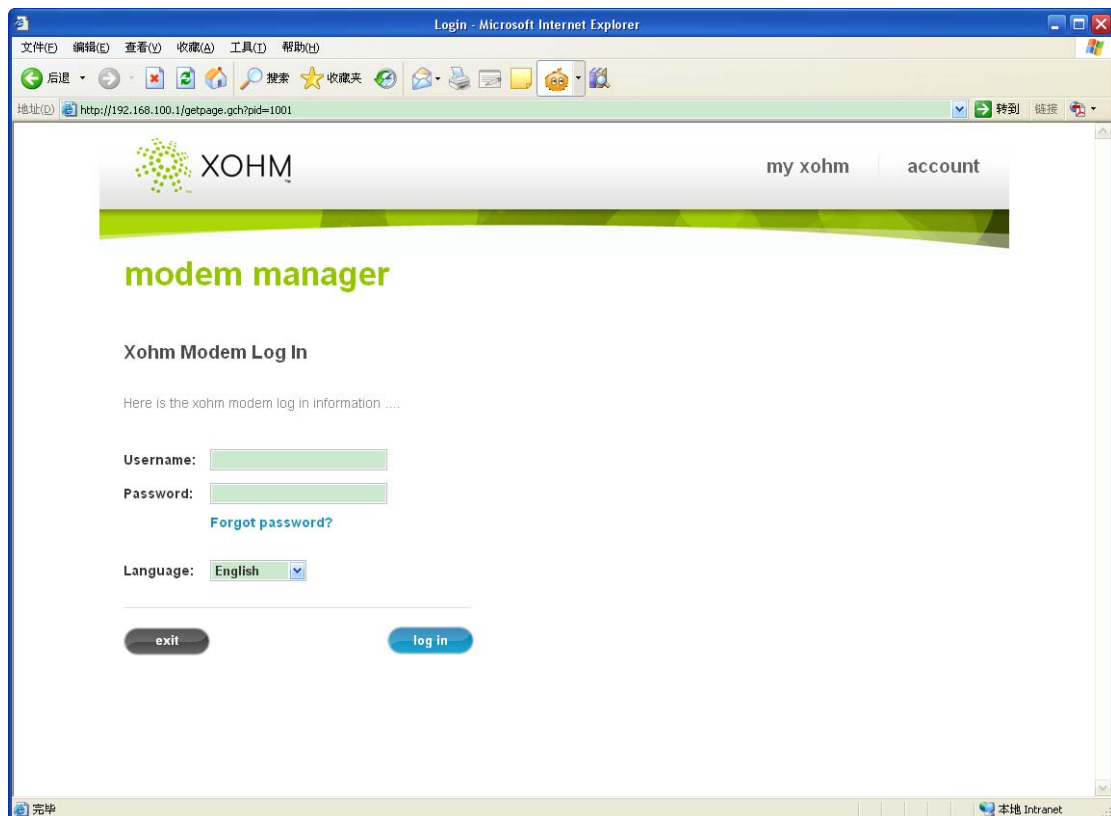 Login - Microsoft Internet Explorer
文件(F) 编辑(E) 查看(V) 收藏(A) 工具(T) 帮助(H)
后退 搜索 收藏夹
地址(D) http://192.168.100.1/getpage.gch?pid=1001 转到 链接
XOHM™ my xohm account
modem manager
Xohm Modem Log In
Here is the xohm modem log in information ....
Username:
Password:
Forgot password?
Language: English
exit log in
完毕 本地 Intranet